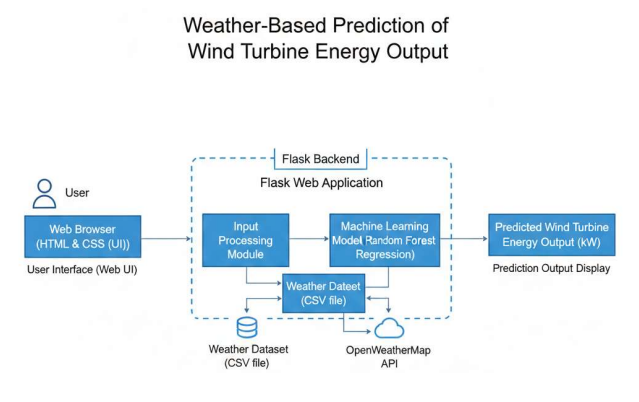 Weather-Based Prediction of
Wind Turbine Energy Output
Flask Backend
Flask Web Application
User
Web Browser
(HTML & CSS (UI))
User Interface (Web UI)
Input
Processing
Module
Machine Learning
Model (Random Forest
Regression)
Predicted Wind Turbine
Energy Output (kW)
Prediction Output Display
Weather Dateet
(CSV file)
Weather Dataset
(CSV file)
OpenWeatherMap
API